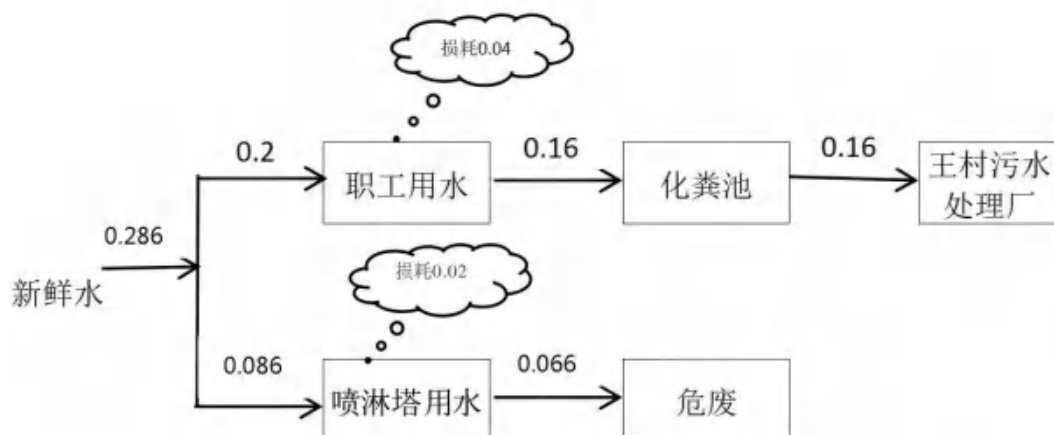 损耗0.04
0.2
职工用水
0.16
化粪池
0.16
王村污水
处理厂
0.286
新鲜水
损耗0.02
0.086
喷淋塔用水
0.066
危废